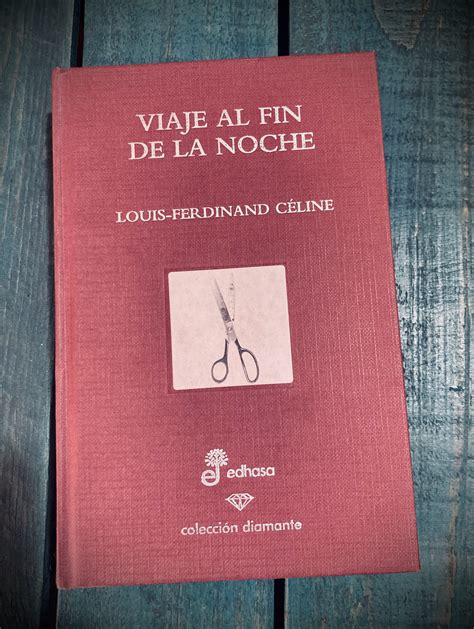 VIAJE AL FIN
DE LA NOCHE
LOUIS-FERDINAND CÉLINE
edhasa
colección diamante